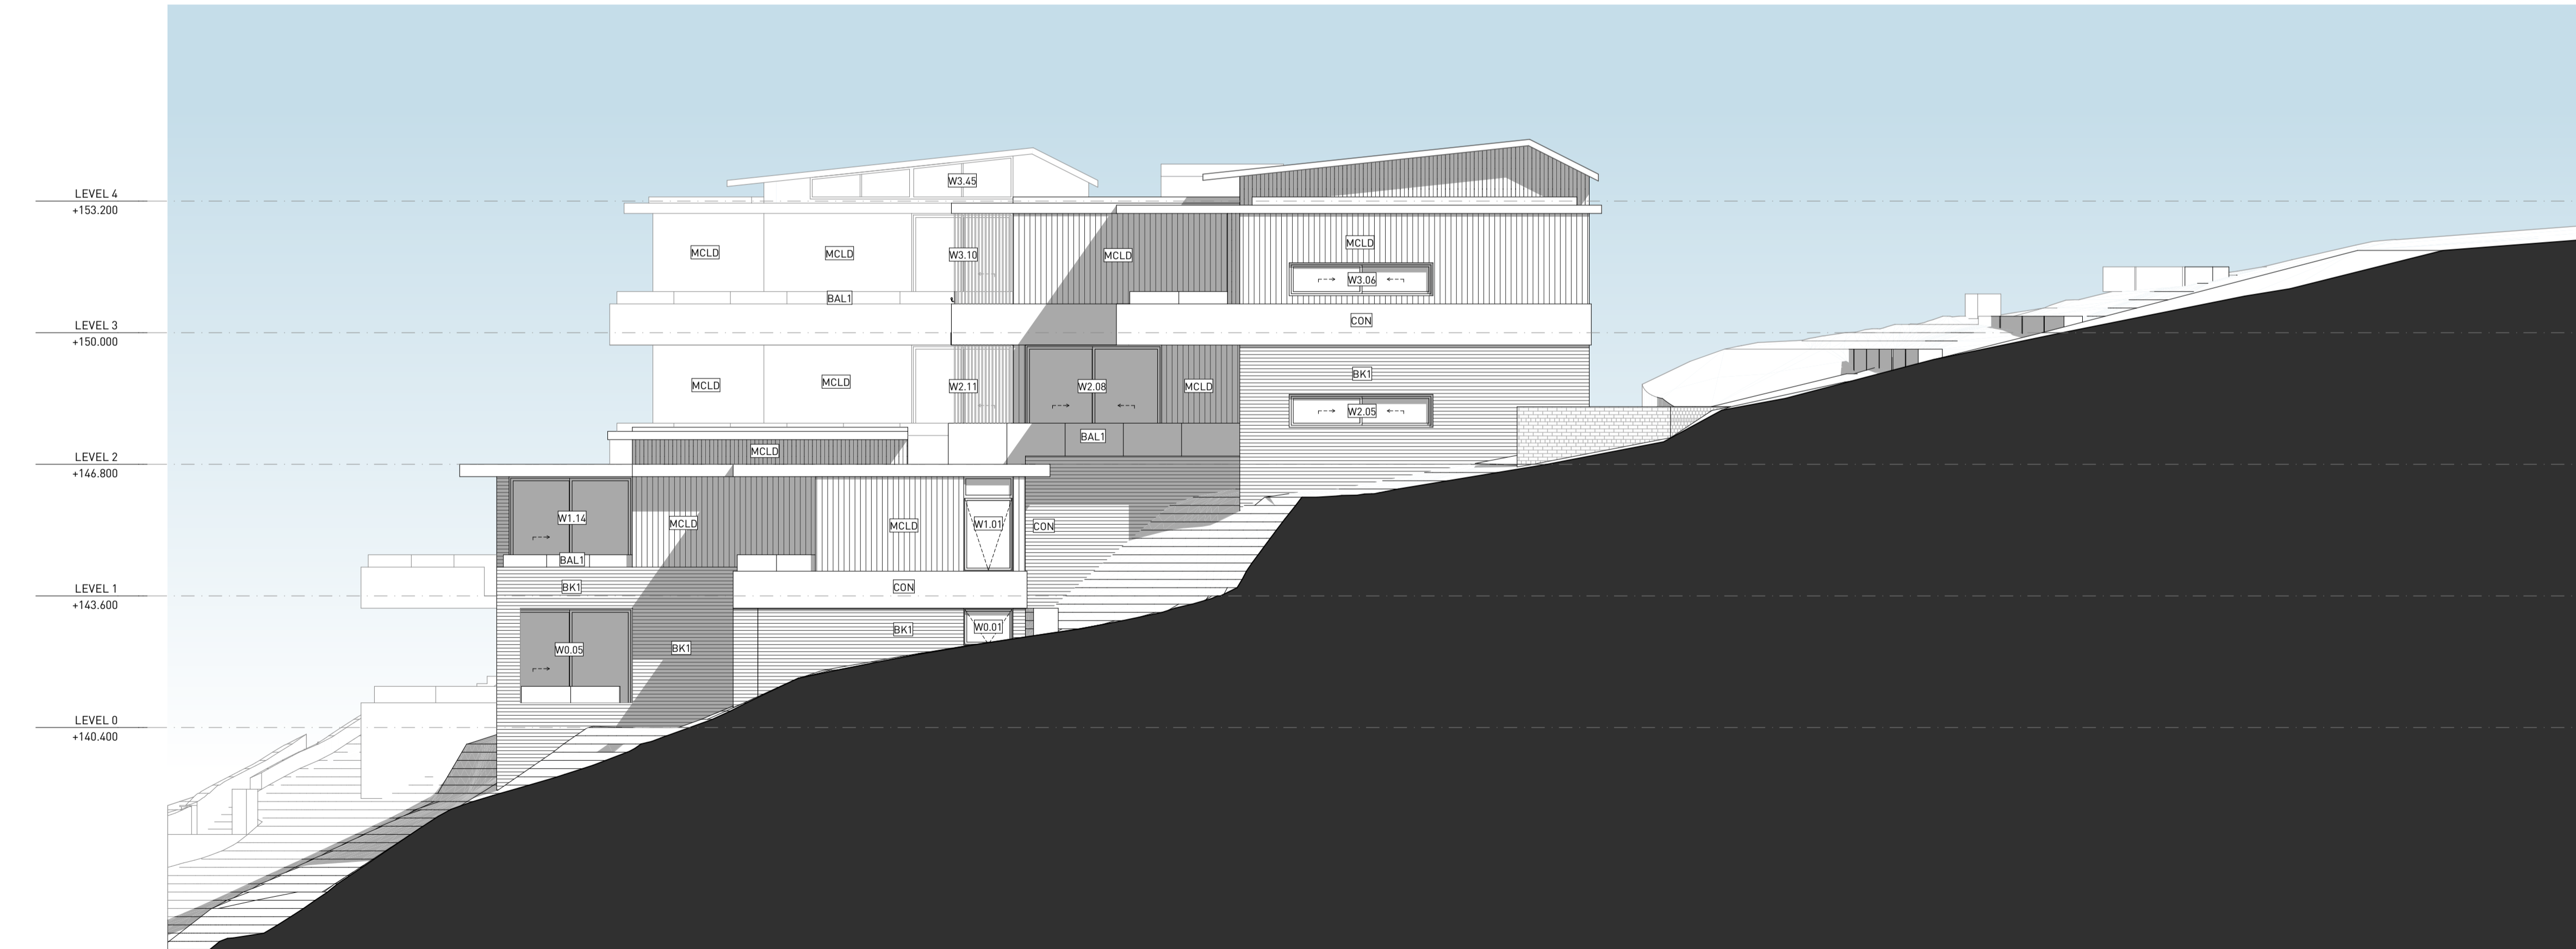 W3.45
LEVEL 4
+153.200
MCLD
MCLD
MCLD
W3.10
MCLD
W3.06
BAL1
LEVEL 3
+150.000
CON
BK1
MCLD
MCLD
W2.11
W2.08
MCLD
W2.05
BAL1
MCLD
LEVEL 2
+146.800
W1.14
MCLD
MCLD
W1.01
CON
BAL1
LEVEL 1
+143.600
BK1
CON
W0.01
BK1
W0.05
BK1
LEVEL 0
+140.400